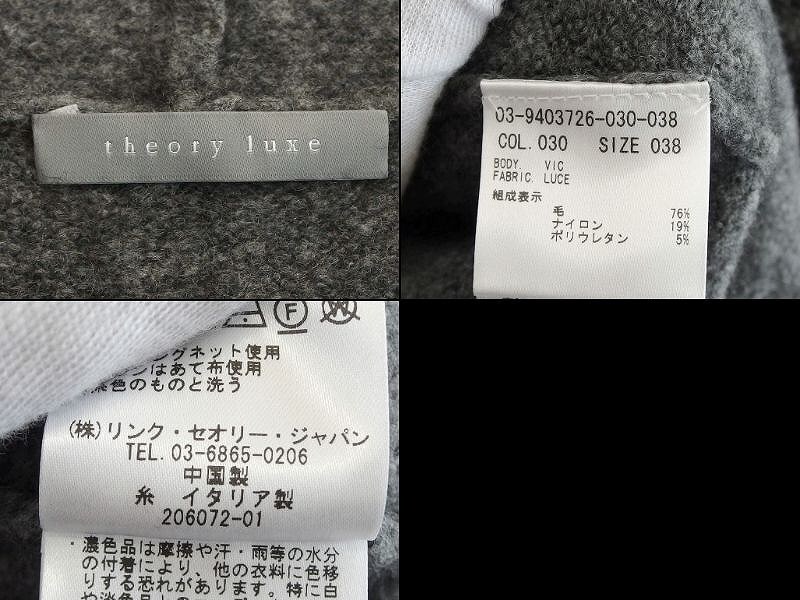 theory luxe
03-9403726-030-038
COL. 030 SIZE 038
BODY. VIC
FABRIC. LUCE
組成表示
毛 76%
ナイロン 19%
ポリウレタン 5%
F W
グネット使用
はあて布使用
色のものと洗う
(株)リンク・セオリー・ジャパン
TEL. 03-6865-0206
中国製
糸 イタリア製
206072-01
・濃色品は摩擦や汗・雨等の水分
の付着により、他の衣料に色移
りする恐れがあります。特に白